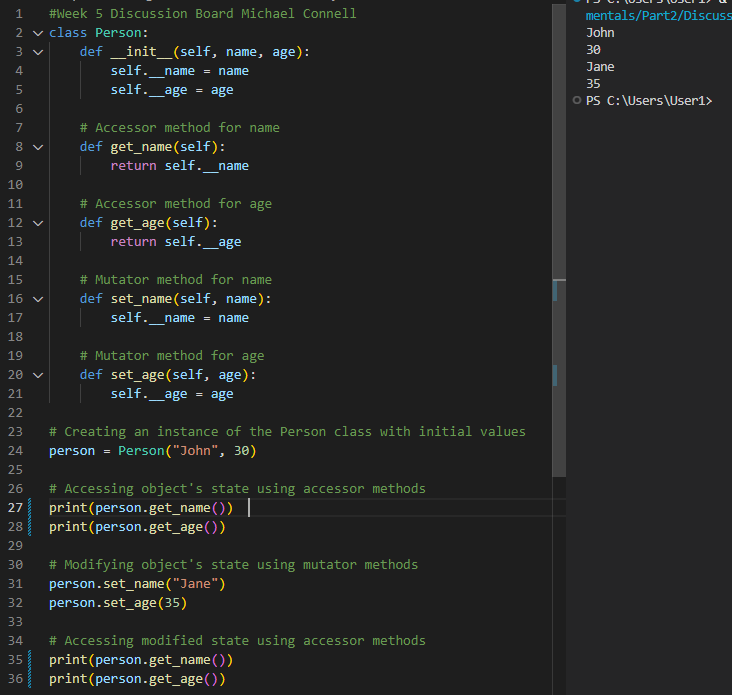 #Week 5 Discussion Board Michael Connell
class Person:
    def __init__(self, name, age):
        self.__name = name
        self.__age = age

    # Accessor method for name
    def get_name(self):
        return self.__name

    # Accessor method for age
    def get_age(self):
        return self.__age

    # Mutator method for name
    def set_name(self, name):
        self.__name = name

    # Mutator method for age
    def set_age(self, age):
        self.__age = age

# Creating an instance of the Person class with initial values
person = Person("John", 30)

# Accessing object's state using accessor methods
print(person.get_name())
print(person.get_age())

# Modifying object's state using mutator methods
person.set_name("Jane")
person.set_age(35)

# Accessing modified state using accessor methods
print(person.get_name())
print(person.get_age())
mentals/Part2/Discuss
John
30
Jane
35
PS C:\Users\User1>
1
2
3
4
5
6
7
8
9
10
11
12
13
14
15
16
17
18
19
20
21
22
23
24
25
26
27
28
29
30
31
32
33
34
35
36